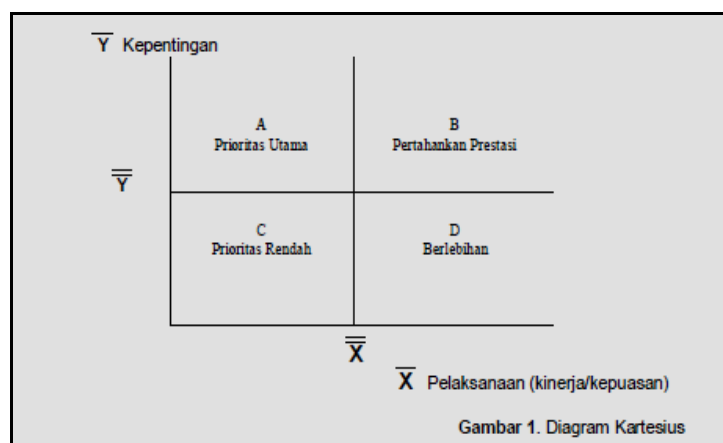 Y̅ Kepentingan
A
Prioritas Utama
B
Pertahankan Prestasi
Y̿
C
Prioritas Rendah
D
Berlebihan
X̿
X̅ Pelaksanaan (kinerja/kepuasan)
Gambar 1. Diagram Kartesius